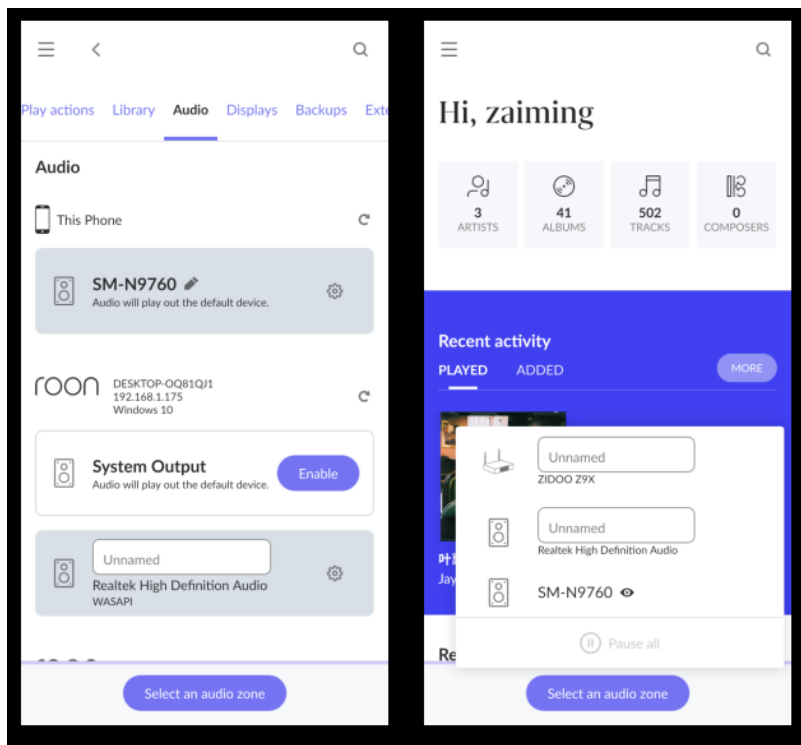 Play actions Library Audio Displays Backups Exte
Audio
This Phone
SM-N9760
Audio will play out the default device.
roon
DESKTOP-OQ81QJ1
192.168.1.175
Windows 10
System Output
Audio will play out the default device.
Enable
Unnamed
Realtek High Definition Audio
WASAPI
Select an audio zone
Hi, zaiming
3
ARTISTS
41
ALBUMS
502
TRACKS
0
COMPOSERS
Recent activity
PLAYED ADDED MORE
Unnamed
ZIDOO Z9X
Unnamed
Realtek High Definition Audio
叶
Jay
SM-N9760
Pause all
Re
Select an audio zone